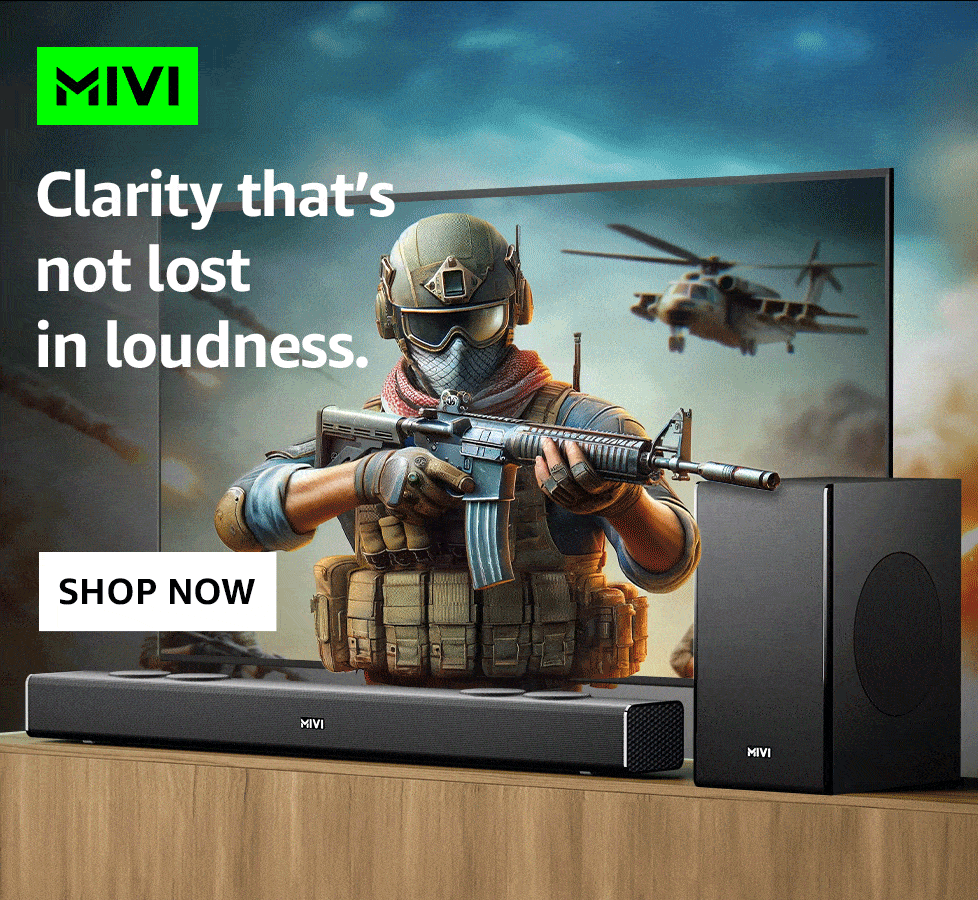 MIVI
Clarity that’s
not lost
in loudness.
SHOP NOW
MIVI
MIVI